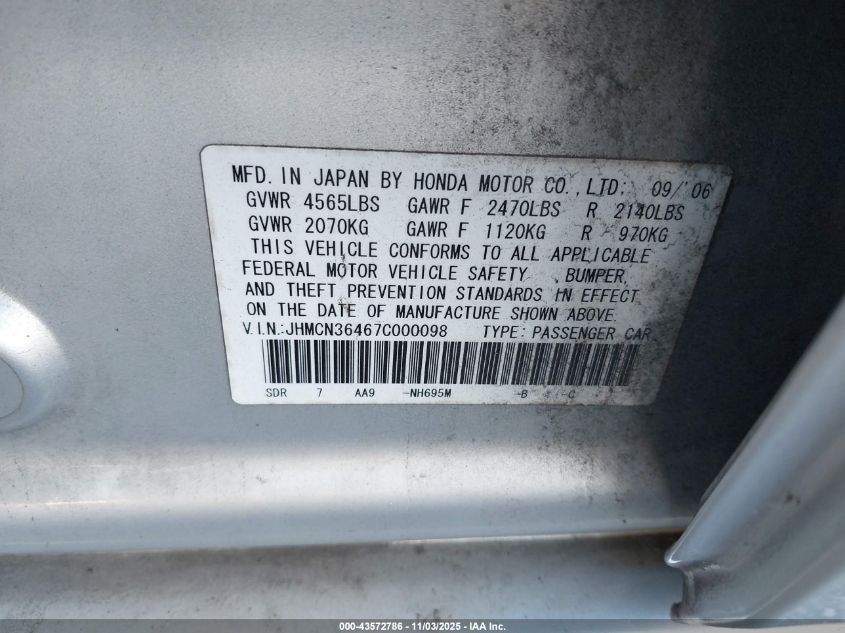 MFD. IN JAPAN BY HONDA MOTOR CO., LTD. 09/'06
GVWR 4565LBS GAWR F 2470LBS R 2140LBS
GVWR 2070KG GAWR F 1120KG R 970KG
THIS VEHICLE CONFORMS TO ALL APPLICABLE
FEDERAL MOTOR VEHICLE SAFETY , BUMPER,
AND THEFT PREVENTION STANDARDS IN EFFECT
ON THE DATE OF MANUFACTURE SHOWN ABOVE.
V.I.N.:JHMCN36467C000098 TYPE: PASSENGER CAR
SDR 7 AA9 -NH695M -B -C
000-43572786 - 11/03/2025 - IAA Inc.